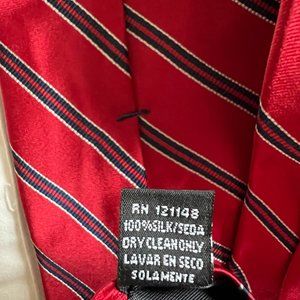 RN 121148
100%SILK/SEDA
DRY CLEAN ONLY
LAVAR EN SECO
SOLAMENTE